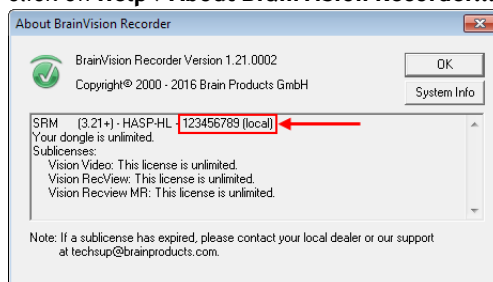 About BrainVision Recorder
BrainVision Recorder Version 1.21.0002
OK
Copyright© 2000 - 2016 Brain Products GmbH
System Info
SRM (3.21+) - HASP-HL - 123456789 (local)
Your dongle is unlimited.
Sublicenses:
Vision Video: This license is unlimited.
Vision RecView: This license is unlimited.
Vision Recview MR: This license is unlimited.
Note: If a sublicense has expired, please contact your local dealer or our support
at techsup@brainproducts.com.